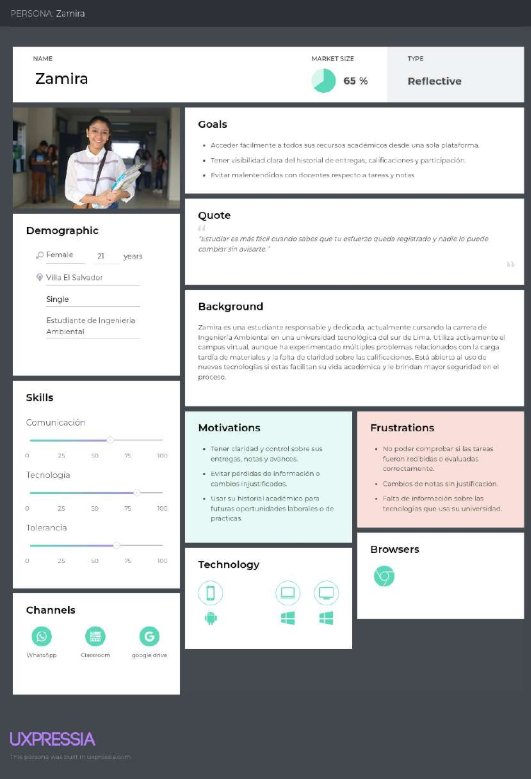 PERSONA: Zamira
NAME
Zamira
MARKET SIZE
65 %
TYPE
Reflective
Goals
Acceder fácilmente a todos sus recursos académicos desde una sola plataforma.
Tener visibilidad clara del historial de entregas, calificaciones y participación.
Evitar malentendidos con docentes respecto a tareas y notas
Quote
"Estudiar es más fácil cuando sabes que tu esfuerzo queda registrado y nadie lo puede
cambiar sin avisarte."
Demographic
Female 21 years
Villa El Salvador
Single
Estudiante de Ingeniería
Ambiental
Background
Zamira es una estudiante responsable y dedicada, actualmente cursando la carrera de
Ingeniería Ambiental en una universidad tecnológica del sur de Lima. Utiliza activamente el
campus virtual, aunque ha experimentado múltiples problemas relacionados con la carga
tardía de materiales y la falta de claridad sobre las calificaciones. Está abierta al uso de
nuevas tecnologías si estas facilitan su vida académica y le brindan mayor seguridad en el
proceso.
Skills
Comunicación
0 25 50 75 100
Tecnología
0 25 50 75 100
Tolerancia
0 25 50 75 100
Motivations
Tener claridad y control sobre sus
entregas, notas y avances.
Evitar pérdidas de información o
cambios injustificados.
Usar su historial académico para
futuras oportunidades laborales o de
prácticas.
Frustrations
No poder comprobar si las tareas
fueron recibidas o evaluadas
correctamente.
Cambios de notas sin justificación.
Falta de información sobre las
tecnologías que usa su universidad.
Technology
Browsers
Channels
WhatsApp
Classroom
google drive
UXPRESSIA
This persona was built in uxpressia.com